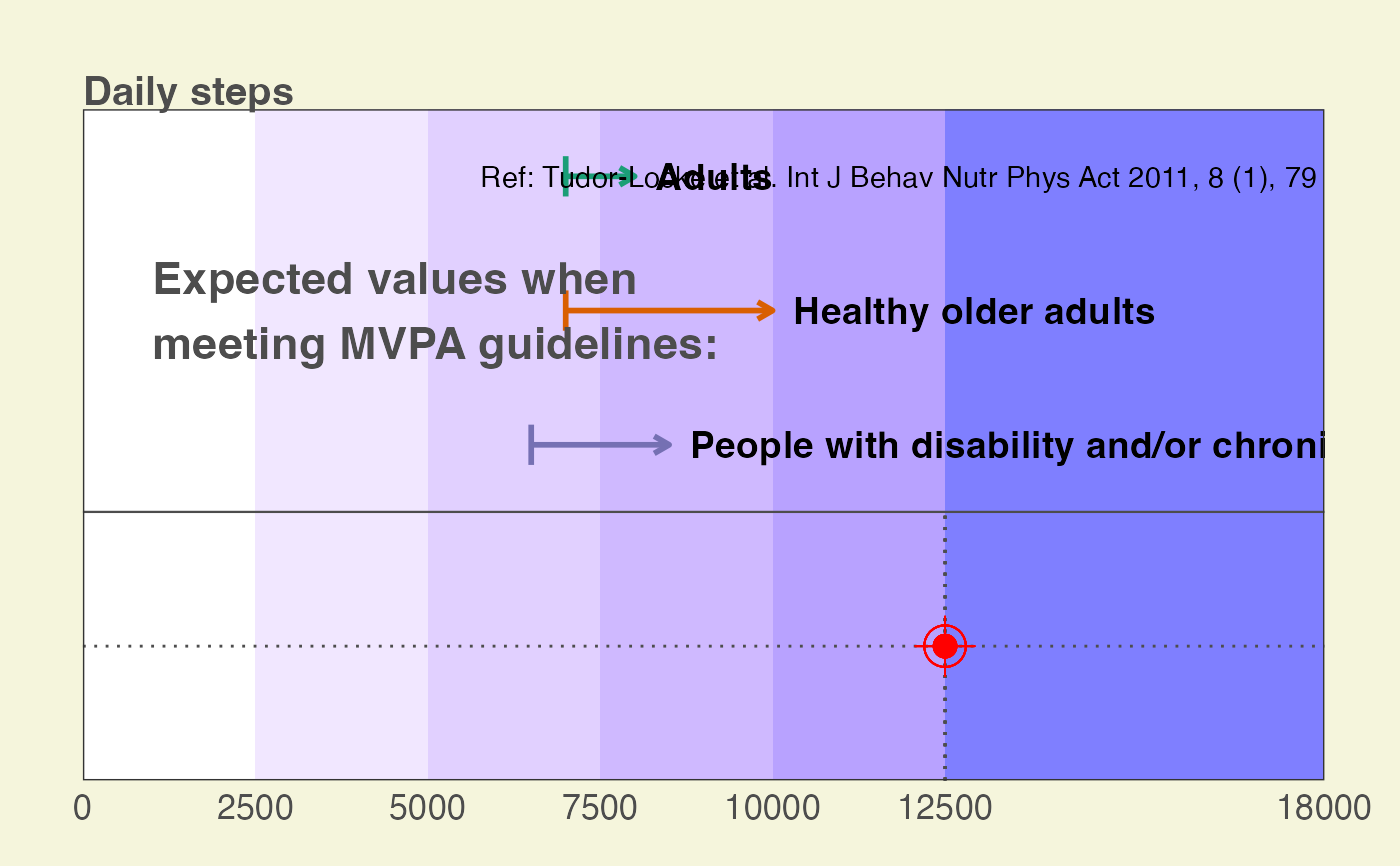 Daily steps
Ref: Tudor-Locke et al. Int J Behav Nutr Phys Act 2011, 8 (1), 79
Adults
Expected values when
meeting MVPA guidelines:
Healthy older adults
People with disability and/or chroni
0 2500 5000 7500 10000 12500 18000